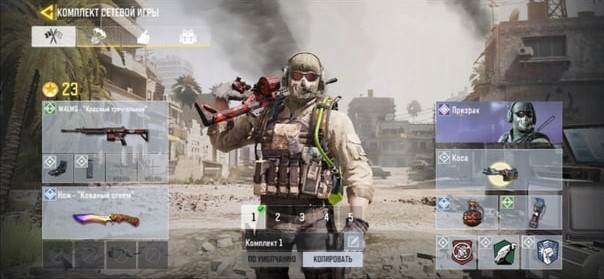 КОМПЛЕКТ СЕТЕВОЙ ИГРЫ
23
M4LMG - "Красный треугольник"
Призрак
Коса
Нож - "Кованый огнем"
1 2 3 4 5
Комплект 1
ПО УМОЛЧАНИЮ
КОПИРОВАТЬ